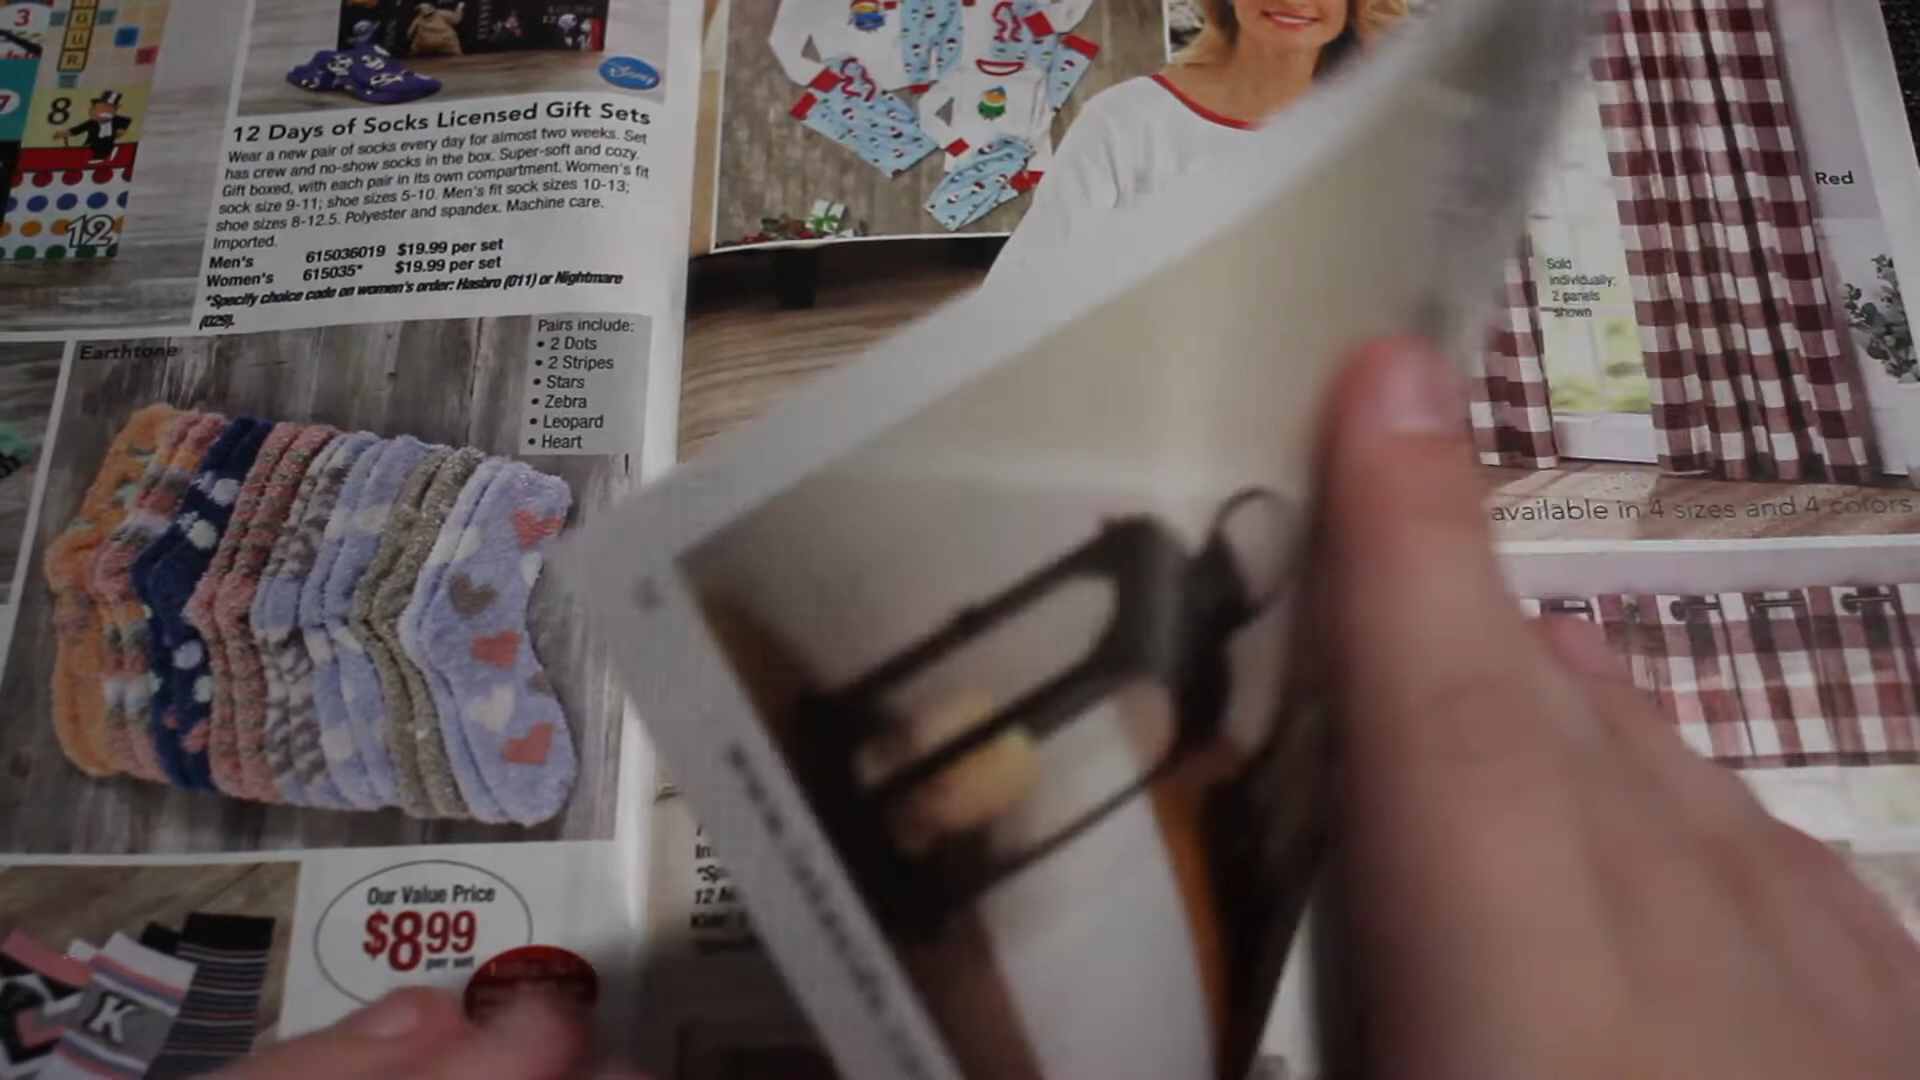 3
O
U
R
7
8
12
Disney
12 Days of Socks Licensed Gift Sets
Wear a new pair of socks every day for almost two weeks. Set
has crew and no-show socks in the box. Super-soft and cozy.
Gift boxed, with each pair in its own compartment. Women's fit
sock size 9-11; shoe sizes 5-10. Men's fit sock sizes 10-13;
shoe sizes 8-12.5. Polyester and spandex. Machine care.
Imported.
Men's 615036019 $19.99 per set
Women's 615035* $19.99 per set
*Specify choice code on women's order: Hasbro (011) or Nightmare
(029).
Earthtone
Pairs include:
• 2 Dots
• 2 Stripes
• Stars
• Zebra
• Leopard
• Heart
Our Value Price
$8.99
per set
K
12
Red
Sold
individually:
2 panels
shown
available in 4 sizes and 4 colors